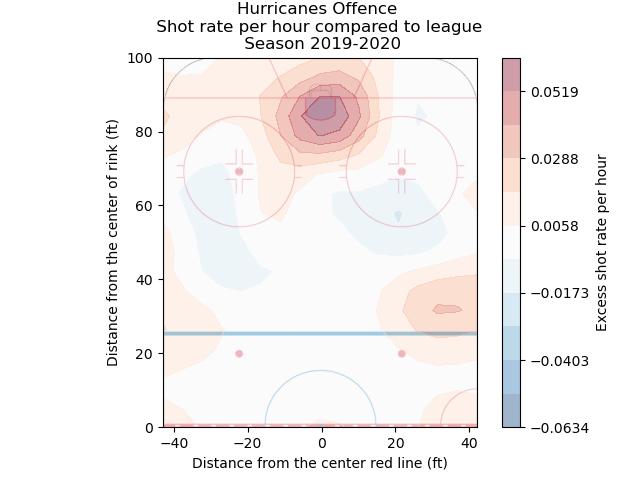 Hurricanes Offence
Shot rate per hour compared to league
Season 2019-2020
100
80
60
40
20
0
−40
−20
0
20
40
Distance from the center of rink (ft)
Distance from the center red line (ft)
0.0519
0.0288
0.0058
−0.0173
−0.0403
−0.0634
Excess shot rate per hour